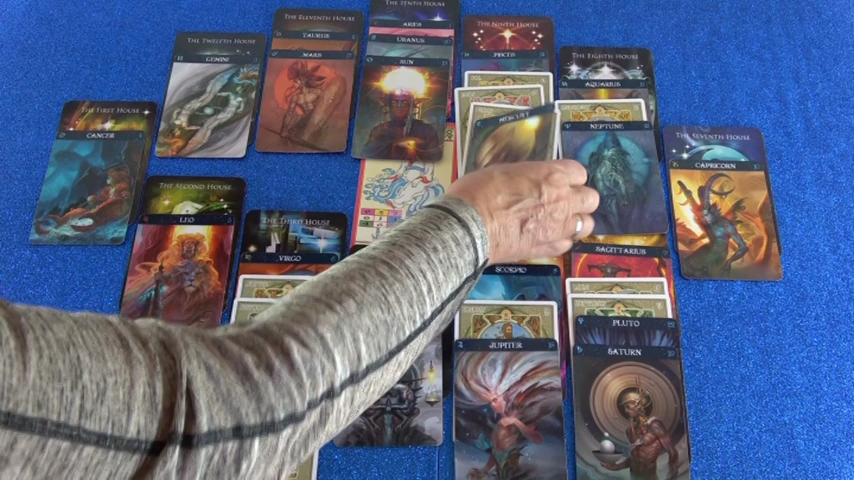 THE TENTH HOUSE
ARIES
URANUS
SUN
THE ELEVENTH HOUSE
TAURUS
MARS
THE NINTH HOUSE
PISCES
MERCURY
THE TWELFTH HOUSE
GEMINI
THE EIGHTH HOUSE
AQUARIUS
NEPTUNE
THE FIRST HOUSE
CANCER
THE SEVENTH HOUSE
CAPRICORN
THE SECOND HOUSE
LEO
THE THIRD HOUSE
VIRGO
SCORPIO
JUPITER
SAGITTARIUS
PLUTO
SATURN